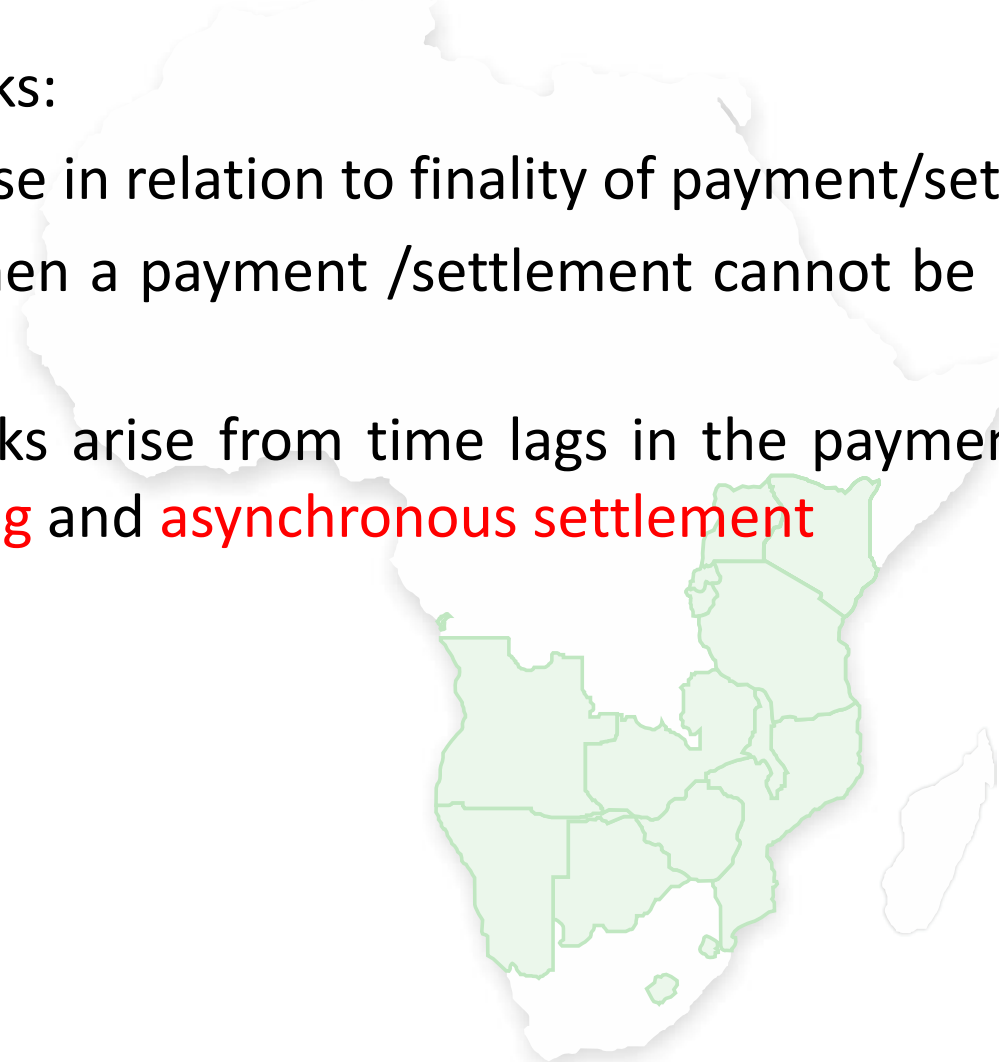 ks:
se in relation to finality of payment/set
en a payment /settlement cannot be
ks arise from time lags in the paymen
g and asynchronous settlement